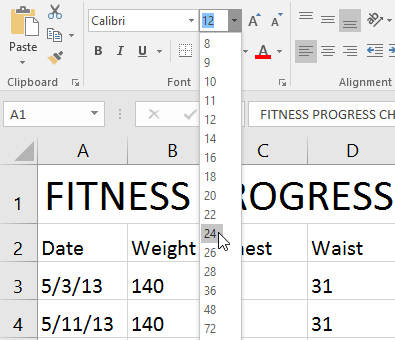 Calibri 12
Paste
A A
Clipboard Font Alignment
8
9
10
11
12
14
16
18
20
22
24
26
28
36
48
72
A1 FITNESS PROGRESS CH
A B C D
1 FITNESS ROGRESS
2 Date Weight hest Waist
3 5/3/13 140 31
4 5/11/13 140 31